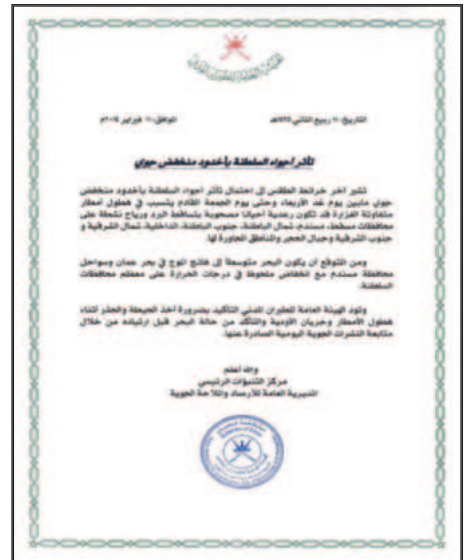 التاريخ: ١٠ ربيع الثاني
الموافق: ١٠ فبراير
تأثر أجواء السلطنة بأخدود منخفض جوي
تشير آخر خرائط الطقس إلى احتمال تأثر أجواء السلطنة بأخدود منخفض
جوي مابين يوم غد الأربعاء وحتى يوم الجمعة القادم يتسبب في هطول أمطار
متفاوتة الغزارة قد تكون رعدية أحيانا مصحوبة بتساقط البرد ورياح نشطة على
محافظات مسقط، مسندم، شمال الباطنة، جنوب الباطنة، الداخلية، شمال الشرقية و
جنوب الشرقية وجبال الحجر والمناطق المجاورة لها.
ومن المتوقع أن يكون البحر متوسط إلى هائج الموج في بحر عمان وسواحل
محافظة مسندم مع انخفاض ملحوظ في درجات الحرارة على معظم محافظات
السلطنة.
وتود الهيئة العامة للطيران المدني التأكيد بضرورة أخذ الحيطة والحذر أثناء
هطول الأمطار وجريان الأودية والتأكد من حالة البحر قبل ارتياده من خلال
متابعة النشرات الجوية اليومية الصادرة عنها.
والله أعلم
مركز التنبؤات الرئيسي
المديرية العامة للأرصاد والملاحة الجوية